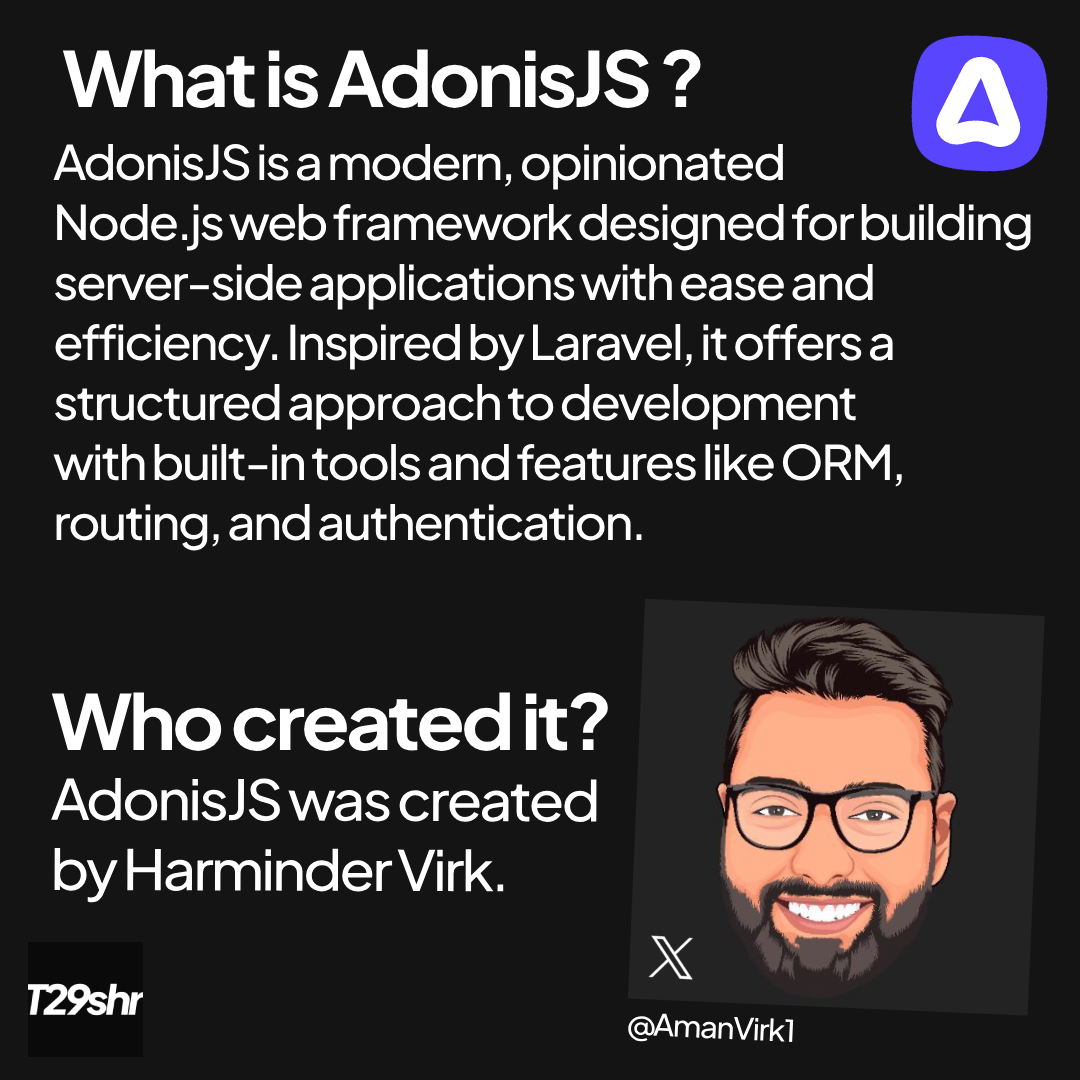 What is AdonisJS ?
AdonisJS is a modern, opinionated
Node.js web framework designed for building
server-side applications with ease and
efficiency. Inspired by Laravel, it offers a
structured approach to development
with built-in tools and features like ORM,
routing, and authentication.
Who created it?
AdonisJS was created
by Harminder Virk.
T29shr
@AmanVirk1